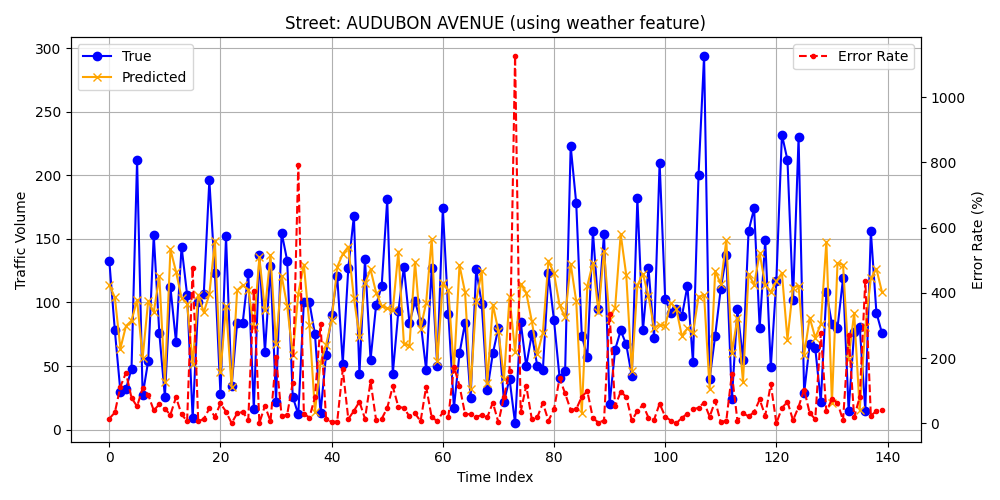 Street: AUDUBON AVENUE (using weather feature)
True
Predicted
Error Rate
300
250
200
150
100
50
0
Traffic Volume
1000
800
600
400
200
0
Error Rate (%)
0 20 40 60 80 100 120 140
Time Index